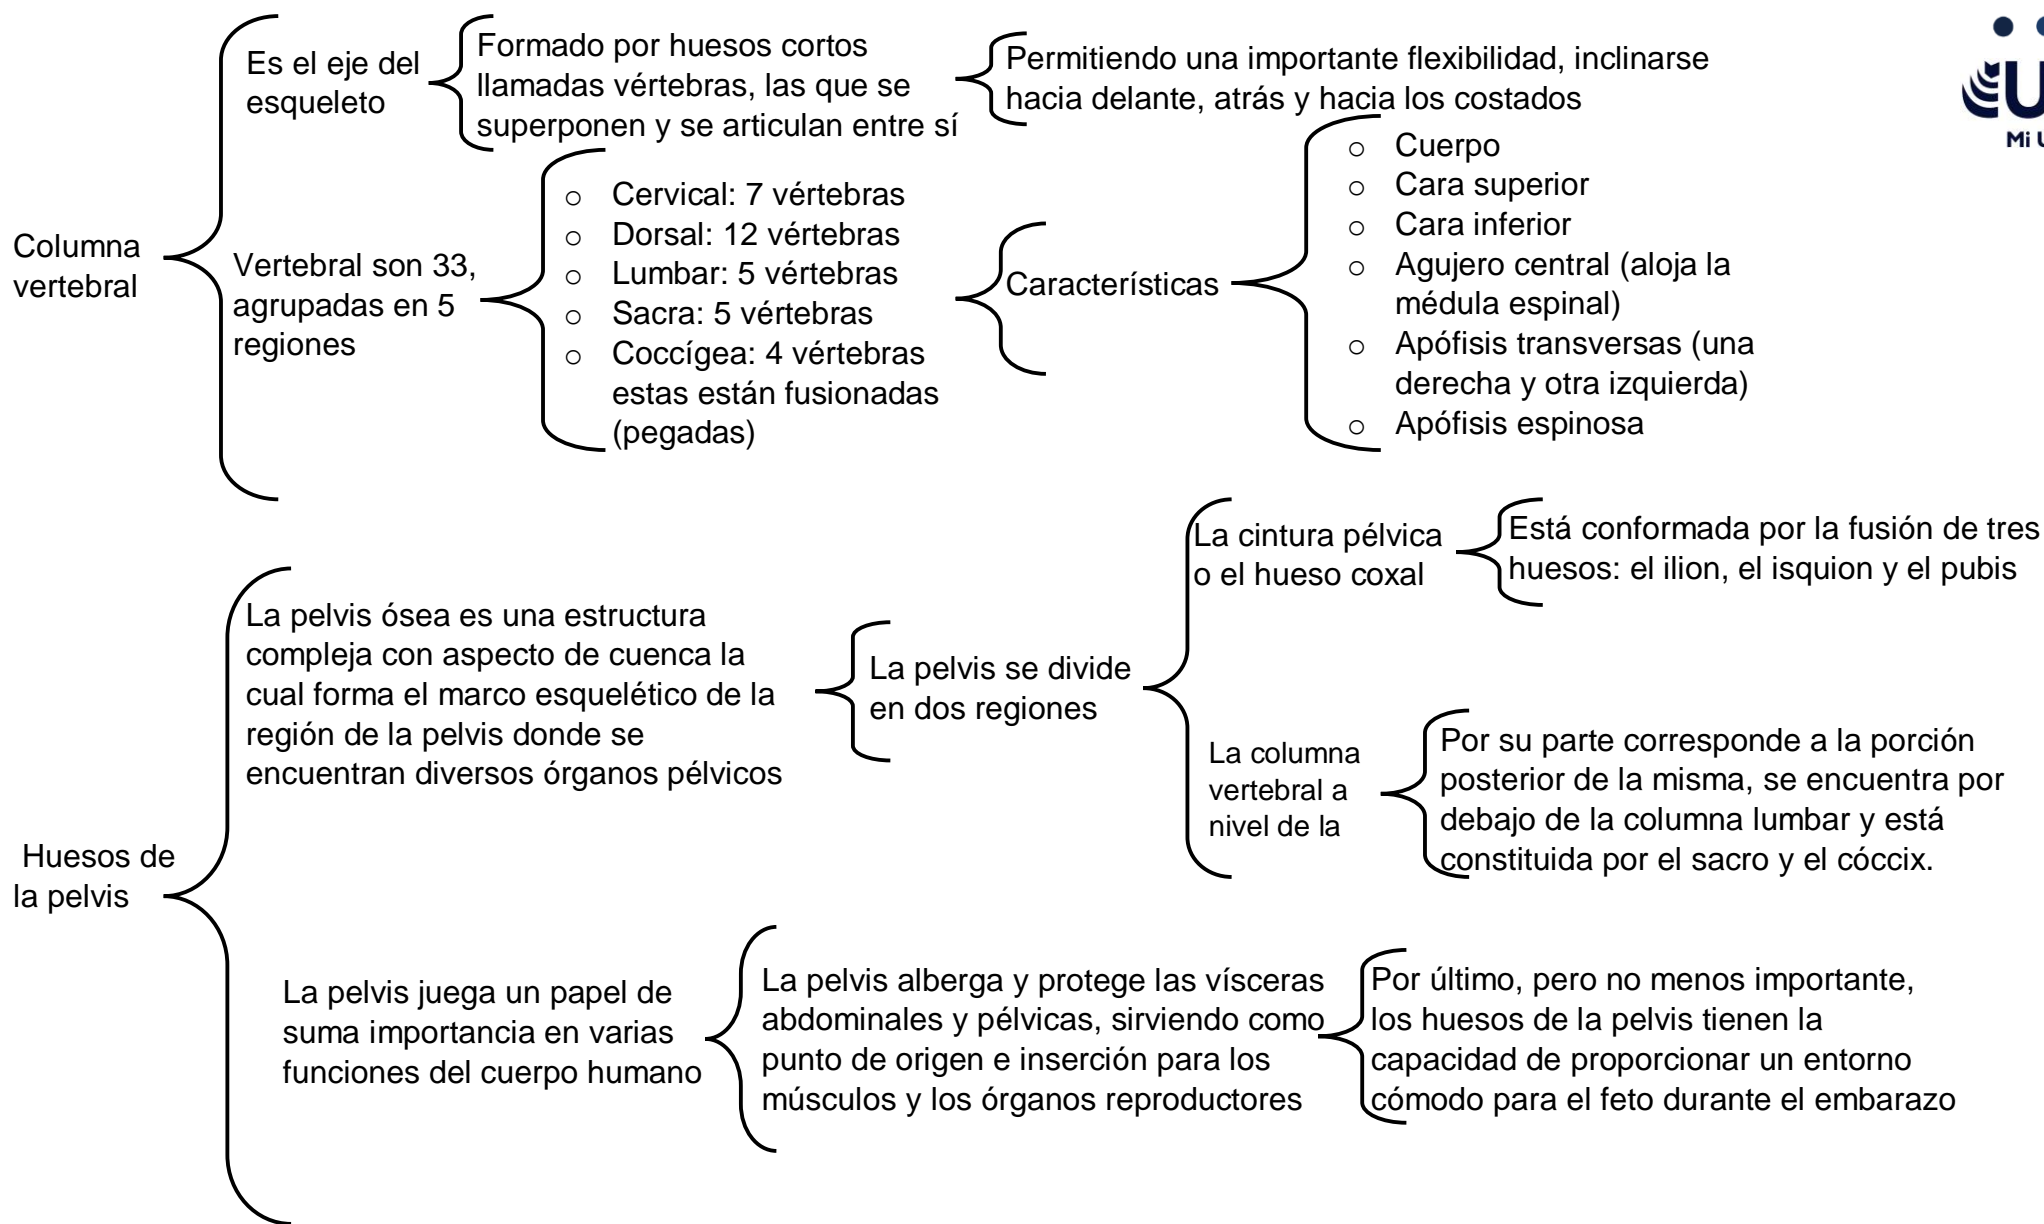 Columna
vertebral
Es el eje del
esqueleto
Formado por huesos cortos
llamadas vértebras, las que se
superponen y se articulan entre sí
Permitiendo una importante flexibilidad, inclinarse
hacia delante, atrás y hacia los costados
Vertebral son 33,
agrupadas en 5
regiones
o Cervical: 7 vértebras
o Dorsal: 12 vértebras
o Lumbar: 5 vértebras
o Sacra: 5 vértebras
o Coccígea: 4 vértebras
estas están fusionadas
(pegadas)
Características
o Cuerpo
o Cara superior
o Cara inferior
o Agujero central (aloja la
médula espinal)
o Apófisis transversas (una
derecha y otra izquierda)
o Apófisis espinosa
Mi U
Huesos de
la pelvis
La pelvis ósea es una estructura
compleja con aspecto de cuenca la
cual forma el marco esquelético de la
región de la pelvis donde se
encuentran diversos órganos pélvicos
La pelvis se divide
en dos regiones
La cintura pélvica
o el hueso coxal
Está conformada por la fusión de tres
huesos: el ilion, el isquion y el pubis
La columna
vertebral a
nivel de la
Por su parte corresponde a la porción
posterior de la misma, se encuentra por
debajo de la columna lumbar y está
constituida por el sacro y el cóccix.
La pelvis juega un papel de
suma importancia en varias
funciones del cuerpo humano
La pelvis alberga y protege las vísceras
abdominales y pélvicas, sirviendo como
punto de origen e inserción para los
músculos y los órganos reproductores
Por último, pero no menos importante,
los huesos de la pelvis tienen la
capacidad de proporcionar un entorno
cómodo para el feto durante el embarazo